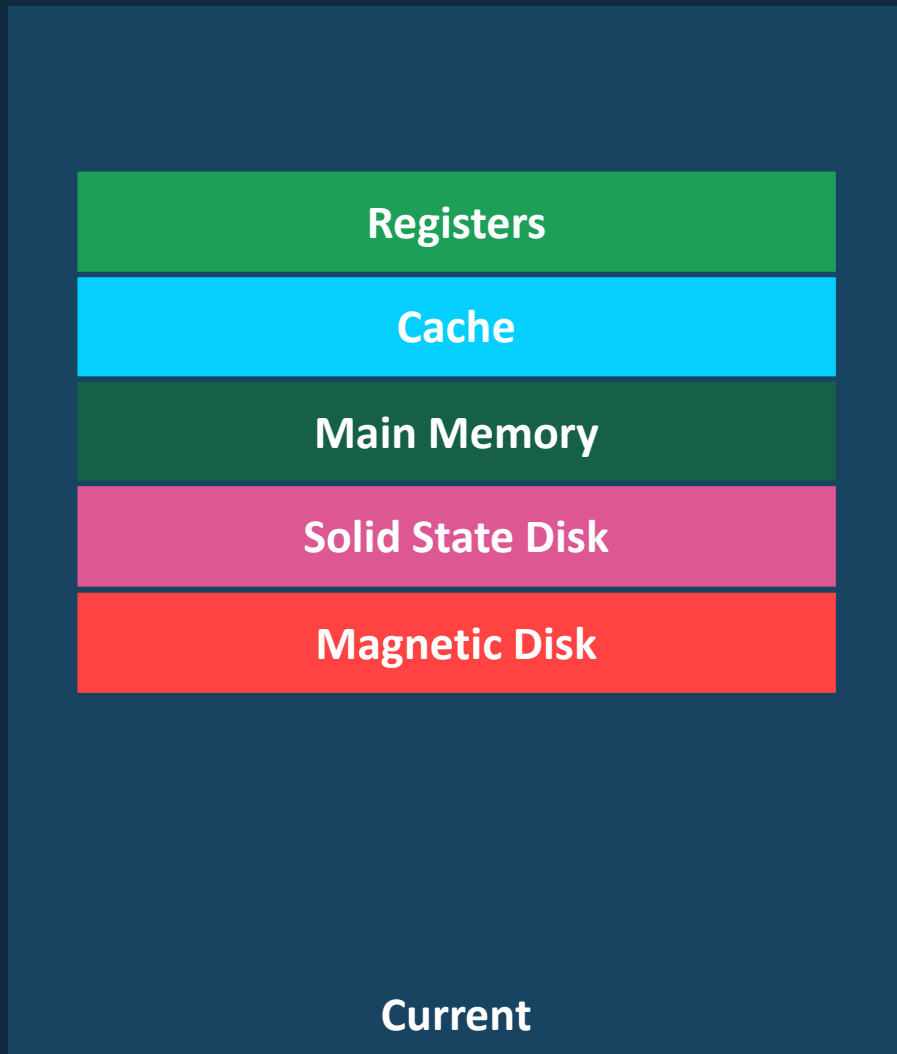 Registers
Cache
Main Memory
Solid State Disk
Magnetic Disk
Current